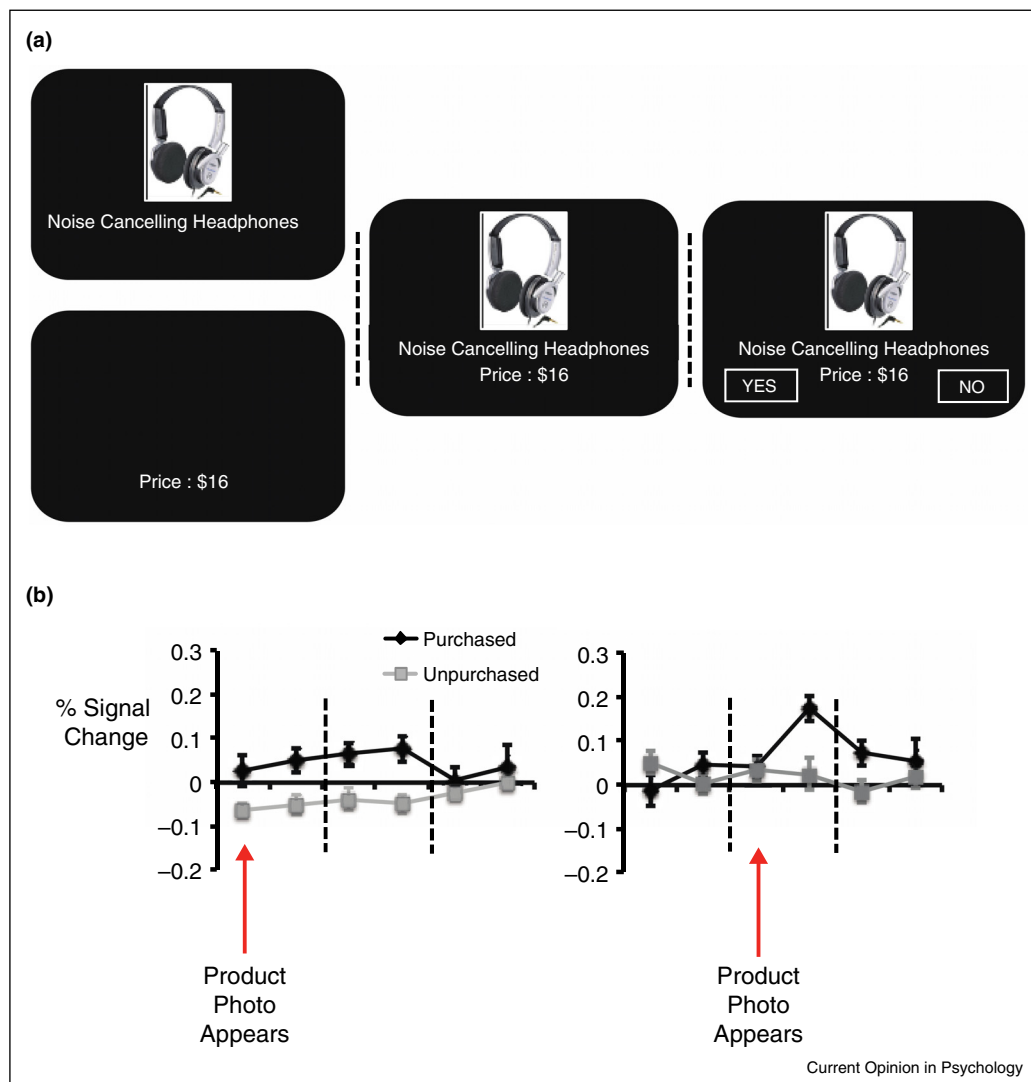 (a)
Noise Cancelling Headphones
Price : $16
Noise Cancelling Headphones
Price : $16
Noise Cancelling Headphones
Price : $16
YES
NO
(b)
Purchased
Unpurchased
% Signal
Change
0.3
0.2
0.1
0
–0.1
–0.2
0.3
0.2
0.1
0
–0.1
–0.2
Product
Photo
Appears
Product
Photo
Appears
Current Opinion in Psychology